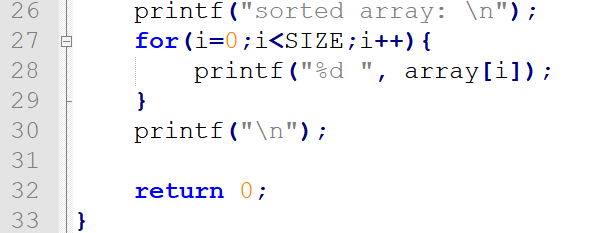 26 printf("sorted array: \n");
27 for(i=0;i<SIZE;i++){
28 printf("%d ", array[i]);
29 }
30 printf("\n");
31
32 return 0;
33 }